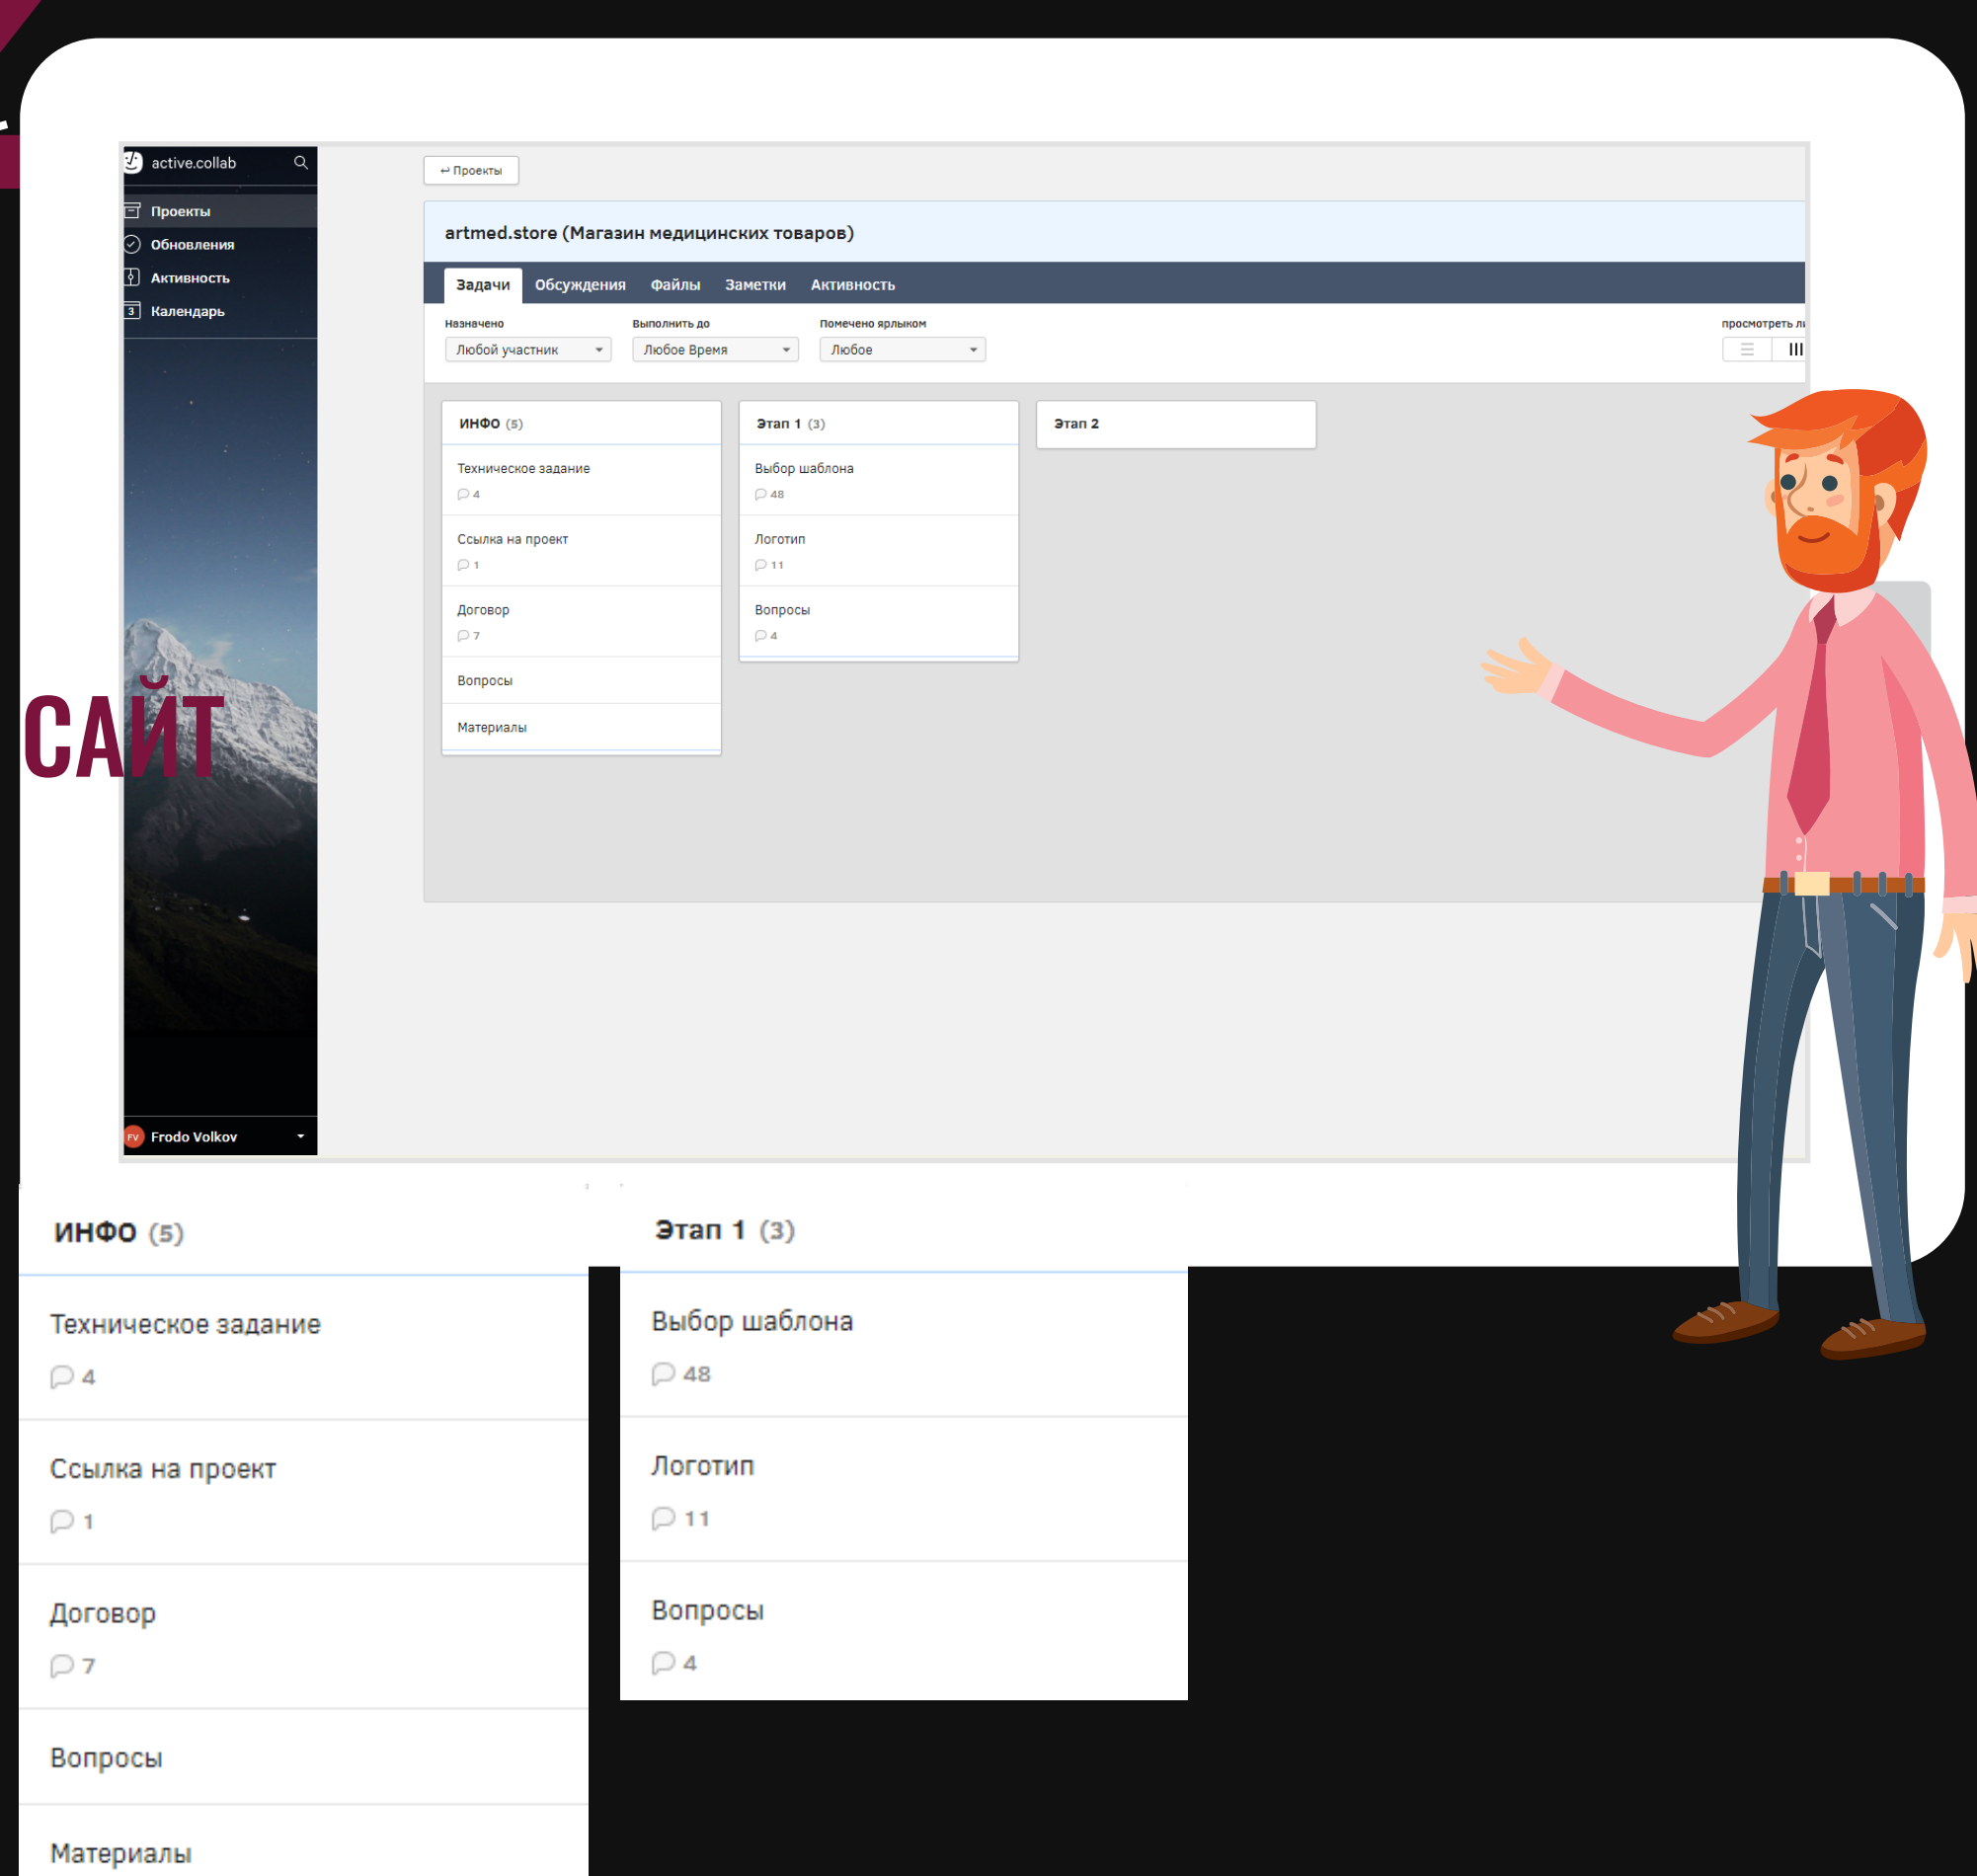 active.collab
Проекты
Обновления
Активность
3 Календарь
↩ Проекты
artmed.store (Магазин медицинских товаров)
Задачи Обсуждения Файлы Заметки Активность
Назначено Выполнить до Помечено ярлыком просмотреть
Любой участник Любое Время Любое
ИНФО (5)
Техническое задание
4
Ссылка на проект
1
Договор
7
Вопросы
Материалы
Этап 1 (3)
Выбор шаблона
48
Логотип
11
Вопросы
4
Этап 2
САЙТ
FV Frodo Volkov
ИНФО (5)
Техническое задание
4
Ссылка на проект
1
Договор
7
Вопросы
Материалы
Этап 1 (3)
Выбор шаблона
48
Логотип
11
Вопросы
4